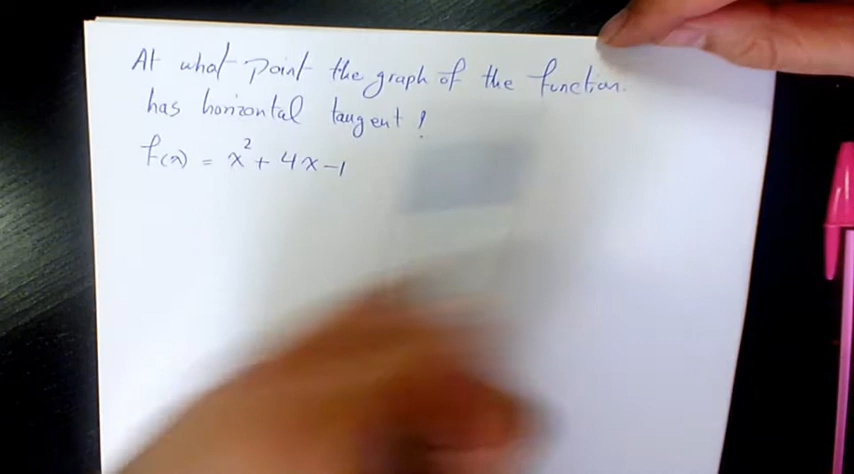 At what point the graph of the function.
has horizontal tangent !
f(x) = x² + 4x - 1